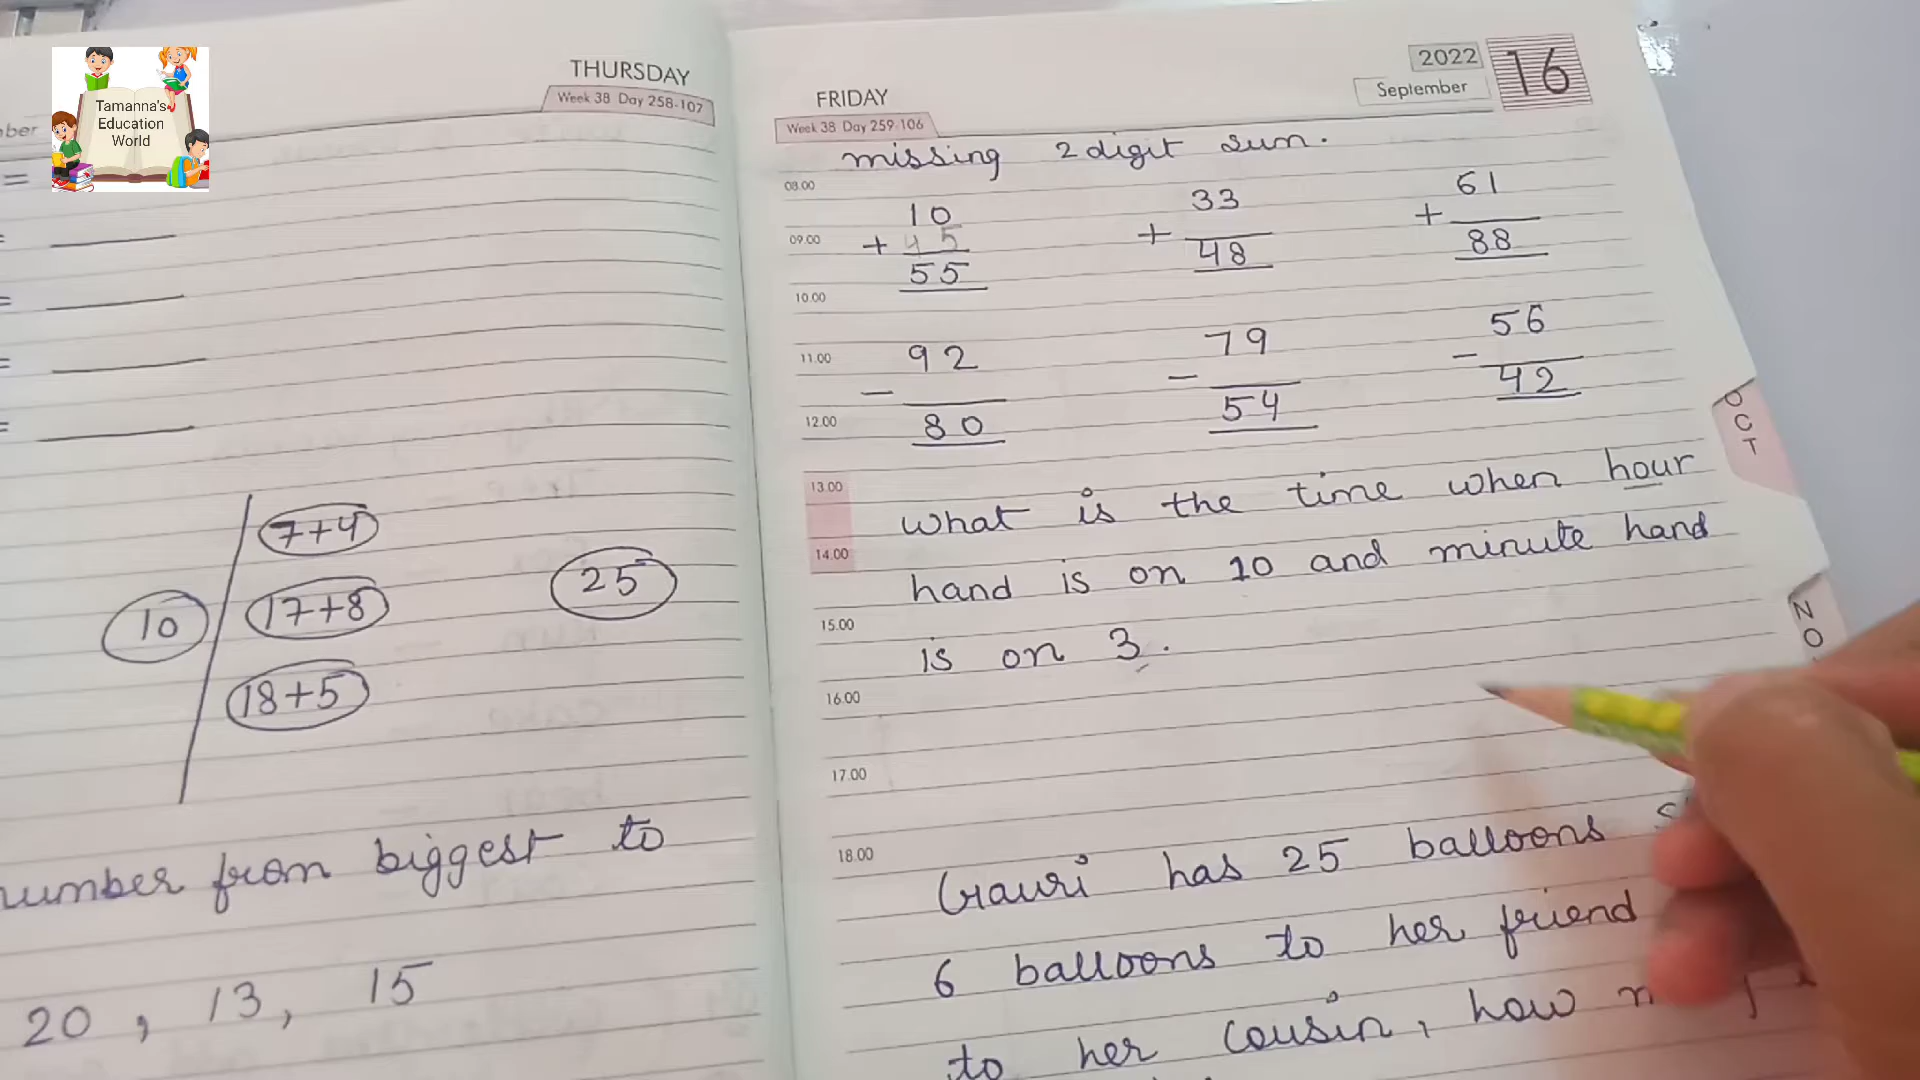 Tamanna's
Education
World
ber
THURSDAY
Week 38 Day 258-107
=
=
=
=
=
7+4
10
17+8
25
18+5
number from biggest to
20, 13, 15
2022
16
September
FRIDAY
Week 38 Day 259-106
missing 2 digit sum.
08.00
10
+ 45
55
33
+
48
61
+
88
09.00
10.00
11.00
92
-
80
79
-
54
56
-
42
12.00
13.00
What is the time when hour
14.00
hand is on 10 and minute hand
15.00
is on 3.
16.00
17.00
18.00
Gauri has 25 balloons
6 balloons to her friend
to her cousin, how
OCT
NO